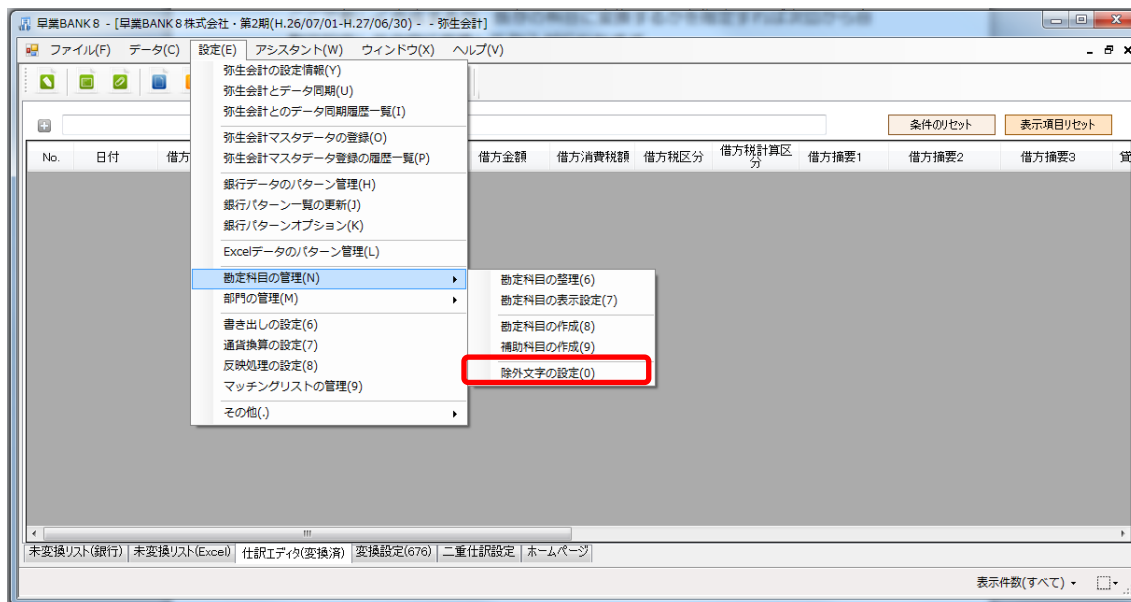 早業BANK８ - [早業BANK８株式会社・第2期(H.26/07/01-H.27/06/30) - - 弥生会計]
ファイル(F) データ(C) 設定(E) アシスタント(W) ウィンドウ(X) ヘルプ(V)
弥生会計の設定情報(Y)
弥生会計とデータ同期(U)
弥生会計とのデータ同期履歴一覧(I)
弥生会計マスタデータの登録(O)
弥生会計マスタデータ登録の履歴一覧(P)
銀行データのパターン管理(H)
銀行パターン一覧の更新(J)
銀行パターンオプション(K)
Excelデータのパターン管理(L)
勘定科目の管理(N)
部門の管理(M)
書き出しの設定(6)
通貨換算の設定(7)
反映処理の設定(8)
マッチングリストの管理(9)
その他(.)
勘定科目の整理(6)
勘定科目の表示設定(7)
勘定科目の作成(8)
補助科目の作成(9)
除外文字の設定(0)
条件のリセット 表示項目リセット
No. 日付 借方 借方金額 借方消費税額 借方税区分 借方税計算区分 借方摘要1 借方摘要2 借方摘要3 貸
未変換リスト(銀行) 未変換リスト(Excel) 仕訳エディタ(変換済) 変換設定(676) 二重仕訳設定 ホームページ
表示件数(すべて)